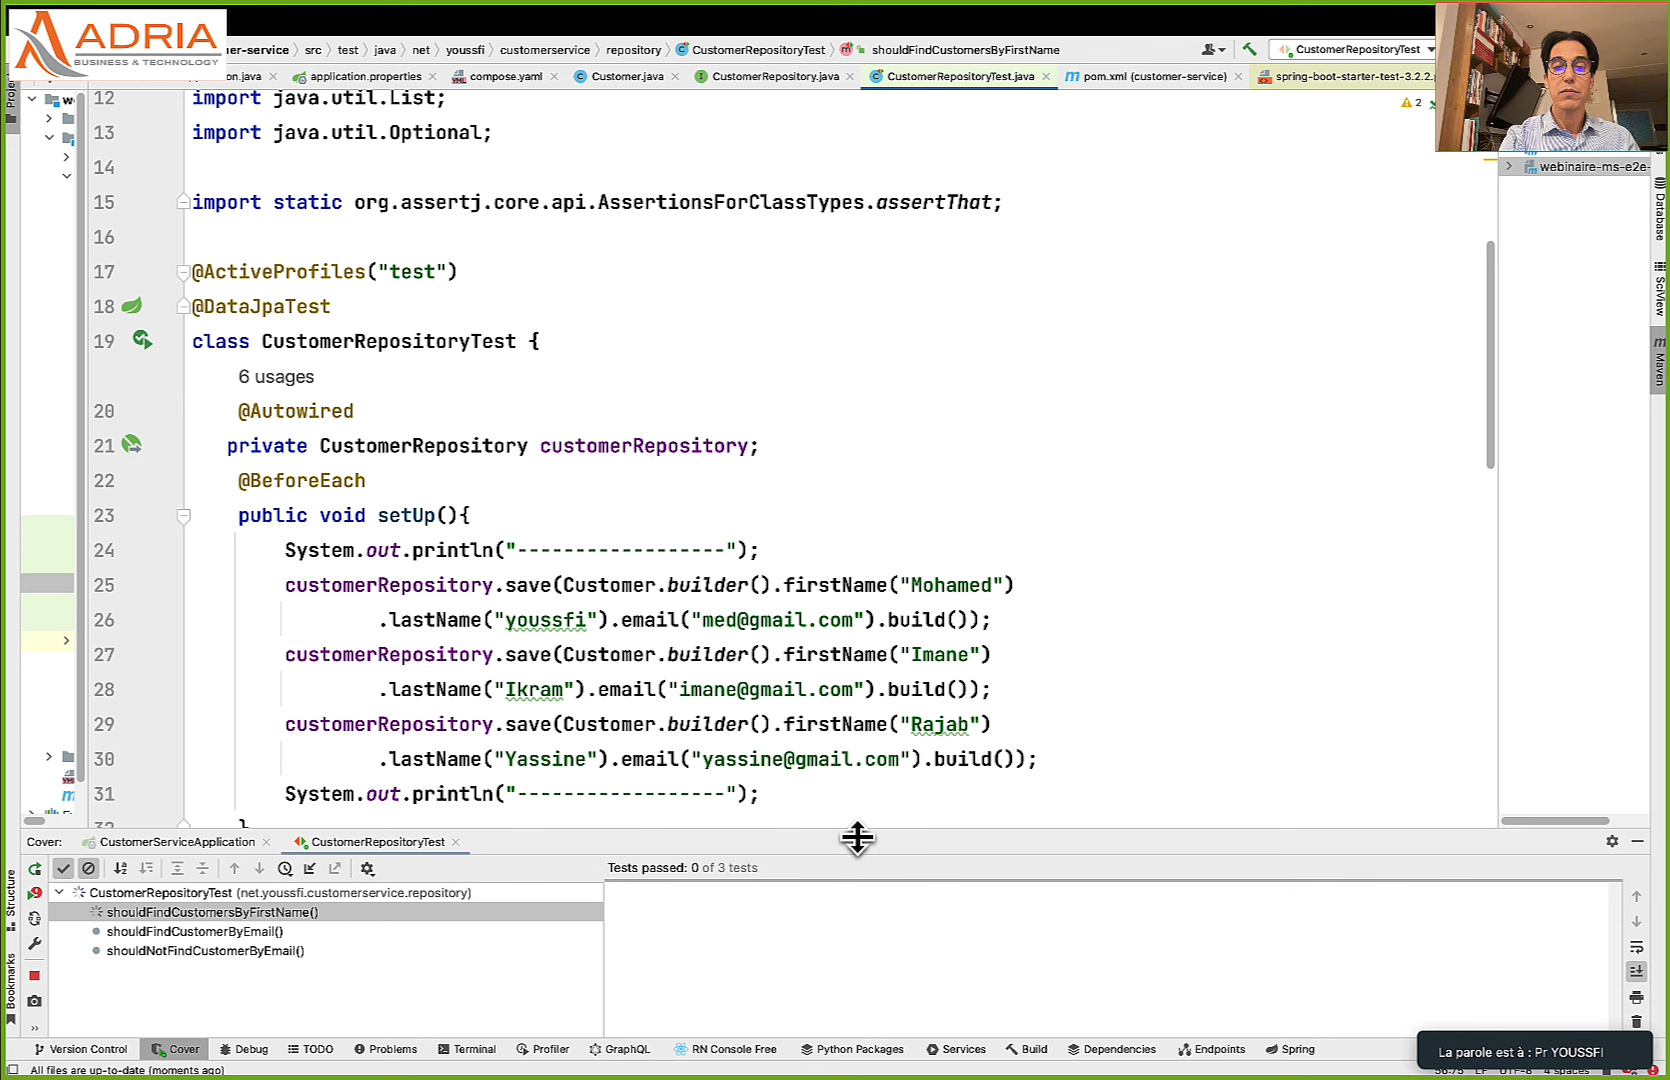 ADRIA
BUSINESS & TECHNOLOGY
er-service > src > test > java > net > youssfi > customerservice > repository > CustomerRepositoryTest > shouldFindCustomersByFirstName
CustomerRepositoryTest
on.java application.properties compose.yaml Customer.java CustomerRepository.java CustomerRepositoryTest.java pom.xml (customer-service) spring-boot-starter-test-3.2.2.
12 import java.util.List;
2
13 import java.util.Optional;
14
webinaire-ms-e2e-
15 import static org.assertj.core.api.AssertionsForClassTypes.assertThat;
16
17 @ActiveProfiles("test")
18 @DataJpaTest
19 class CustomerRepositoryTest {
6 usages
20 @Autowired
21 private CustomerRepository customerRepository;
22 @BeforeEach
23 public void setUp(){
24 System.out.println("------------------");
25 customerRepository.save(Customer.builder().firstName("Mohamed")
26 .lastName("youssfi").email("med@gmail.com").build());
27 customerRepository.save(Customer.builder().firstName("Imane")
28 .lastName("Ikram").email("imane@gmail.com").build());
29 customerRepository.save(Customer.builder().firstName("Rajab")
30 .lastName("Yassine").email("yassine@gmail.com").build());
31 System.out.println("------------------");
32 }
Database
SciView
Maven
Cover: CustomerServiceApplication CustomerRepositoryTest
Tests passed: 0 of 3 tests
CustomerRepositoryTest (net.youssfi.customerservice.repository)
shouldFindCustomersByFirstName()
shouldFindCustomerByEmail()
shouldNotFindCustomerByEmail()
Structure
Bookmarks
Version Control Cover Debug TODO Problems Terminal Profiler GraphQL RN Console Free Python Packages Services Build Dependencies Endpoints Spring
La parole est à : Pr YOUSSFI
All files are up-to-date (moments ago)
56:75 LF UTF-8 4 spaces